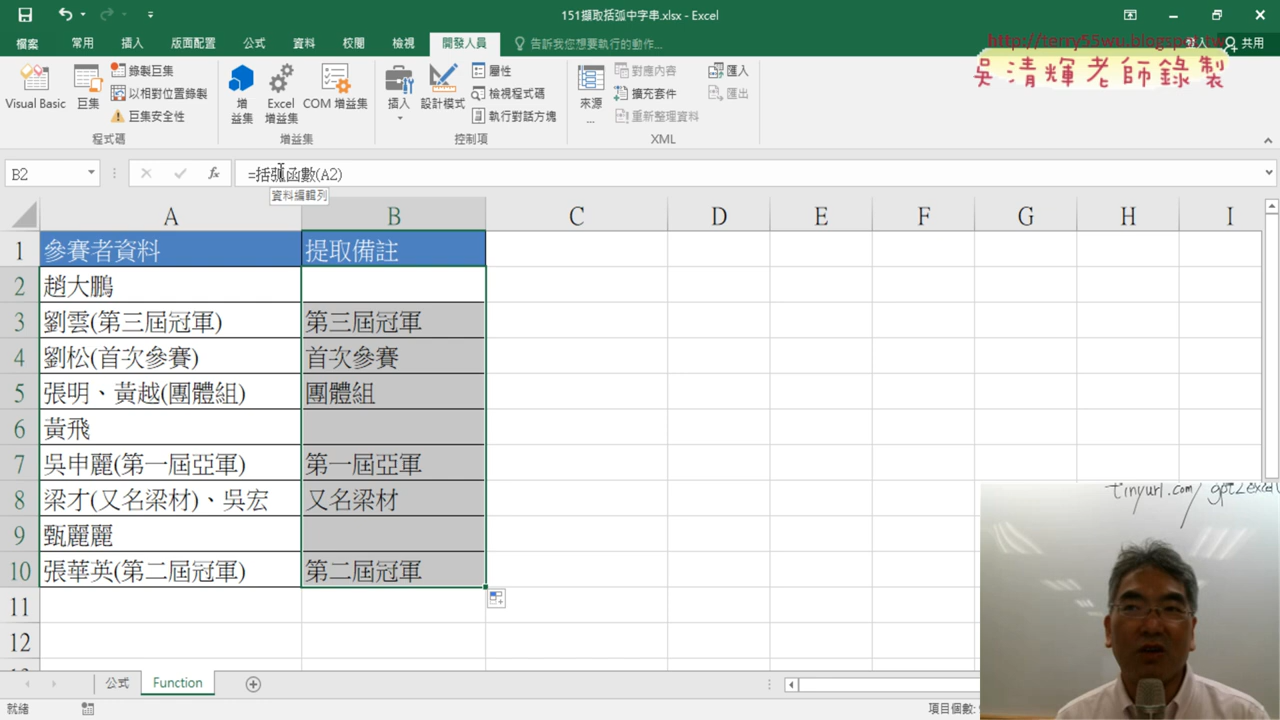 151擷取括弧中字串.xlsx - Excel
http://terry55wu.blogspot.tw
吳清輝老師錄製
檔案 常用 插入 版面配置 公式 資料 校閱 檢視 開發人員 告訴我您想要執行的動作... 共用
Visual Basic 巨集 錄製巨集 以相對位置錄製 巨集安全性
增益集 Excel 增益集 COM 增益集
插入 設計模式 屬性 檢視程式碼 執行對話方塊
來源... 對應內容 擴充套件 重新整理資料 匯入 匯出
程式碼 增益集 控制項 XML
B2 fx =括弧函數(A2)
資料編輯列
A B C D E F G H I
1 參賽者資料 提取備註
2 趙大鵬
3 劉雲(第三屆冠軍) 第三屆冠軍
4 劉松(首次參賽) 首次參賽
5 張明、黃越(團體組) 團體組
6 黃飛
7 吳申麗(第一屆亞軍) 第一屆亞軍
8 梁才(又名梁材)、吳宏 又名梁材
9 甄麗麗
10 張華英(第二屆冠軍) 第二屆冠軍
11
12
tinyurl.com/
公式 Function
就緒 項目個數: